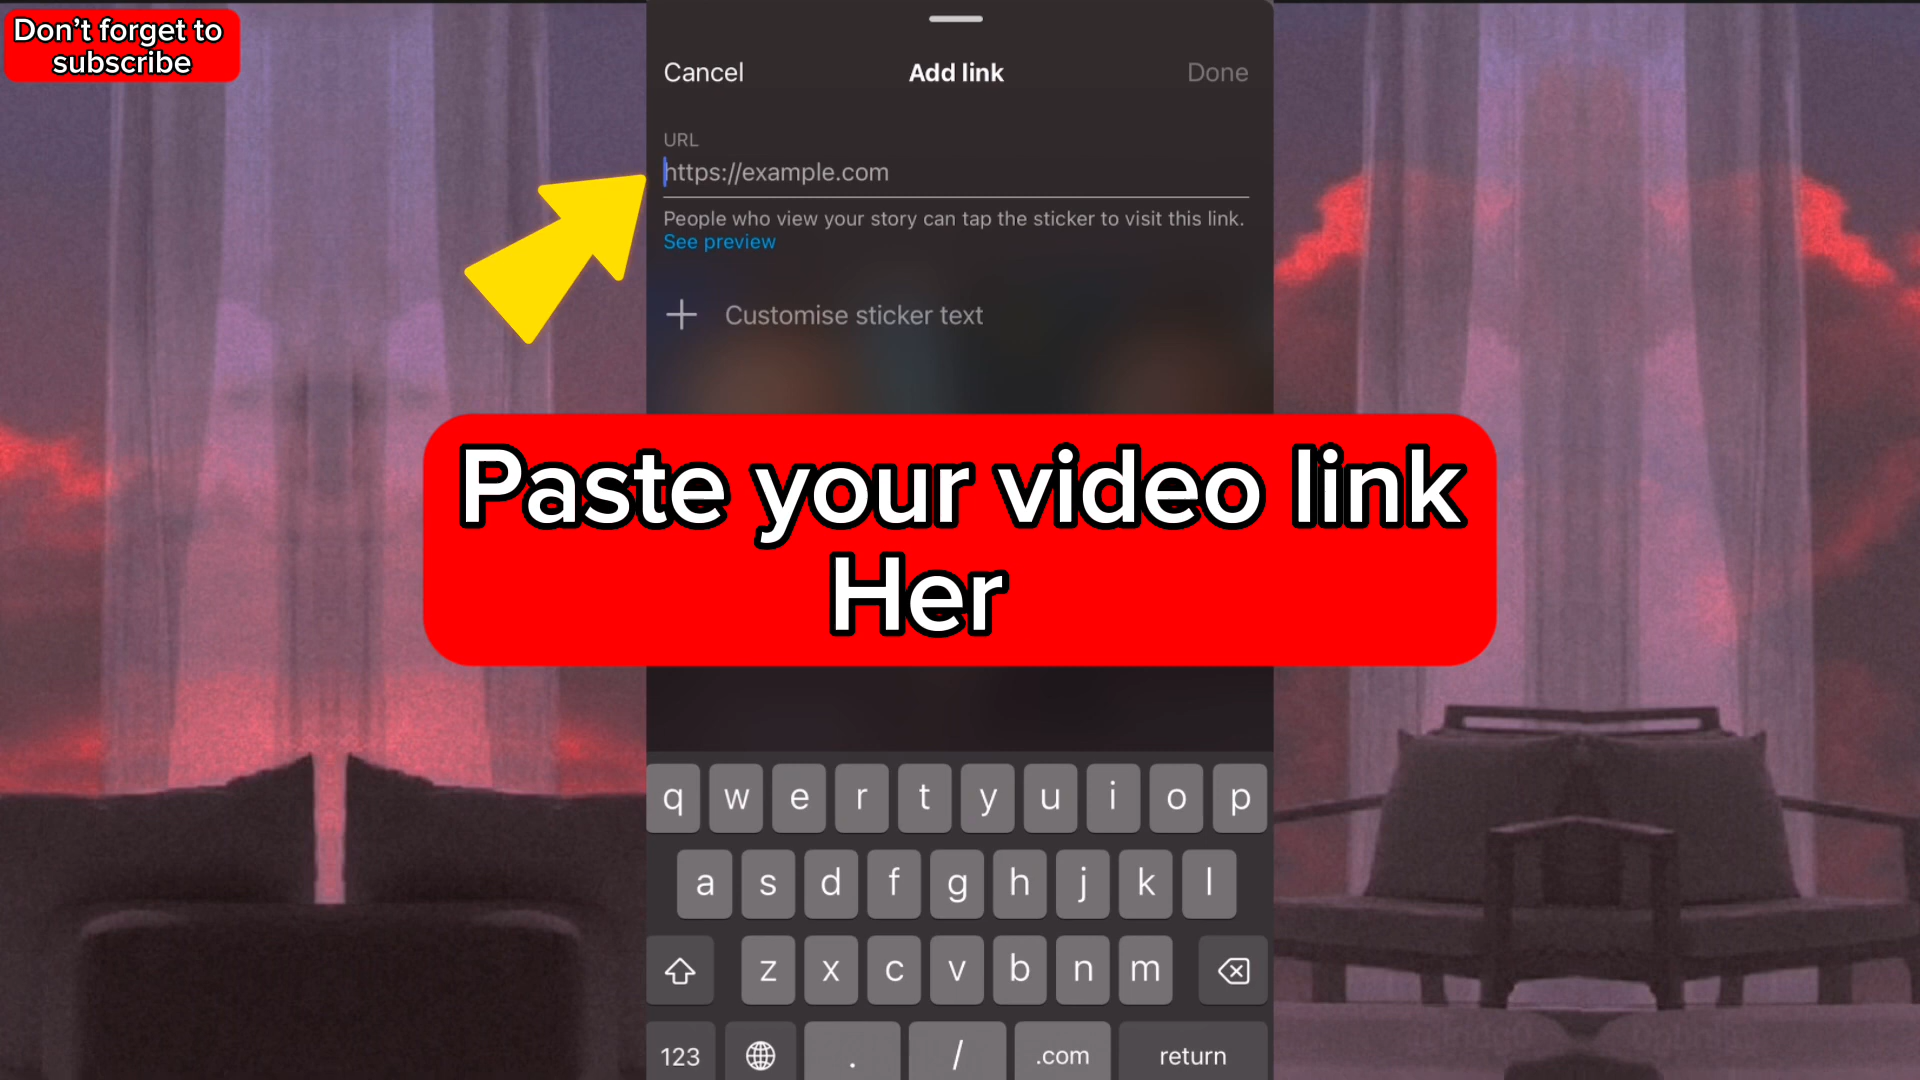 Don’t forget to
subscribe
Cancel Add link Done
URL
https://example.com
People who view your story can tap the sticker to visit this link.
See preview
+ Customise sticker text
Paste your video link
Her
q w e r t y u i o p
a s d f g h j k l
z x c v b n m
123 . / .com return